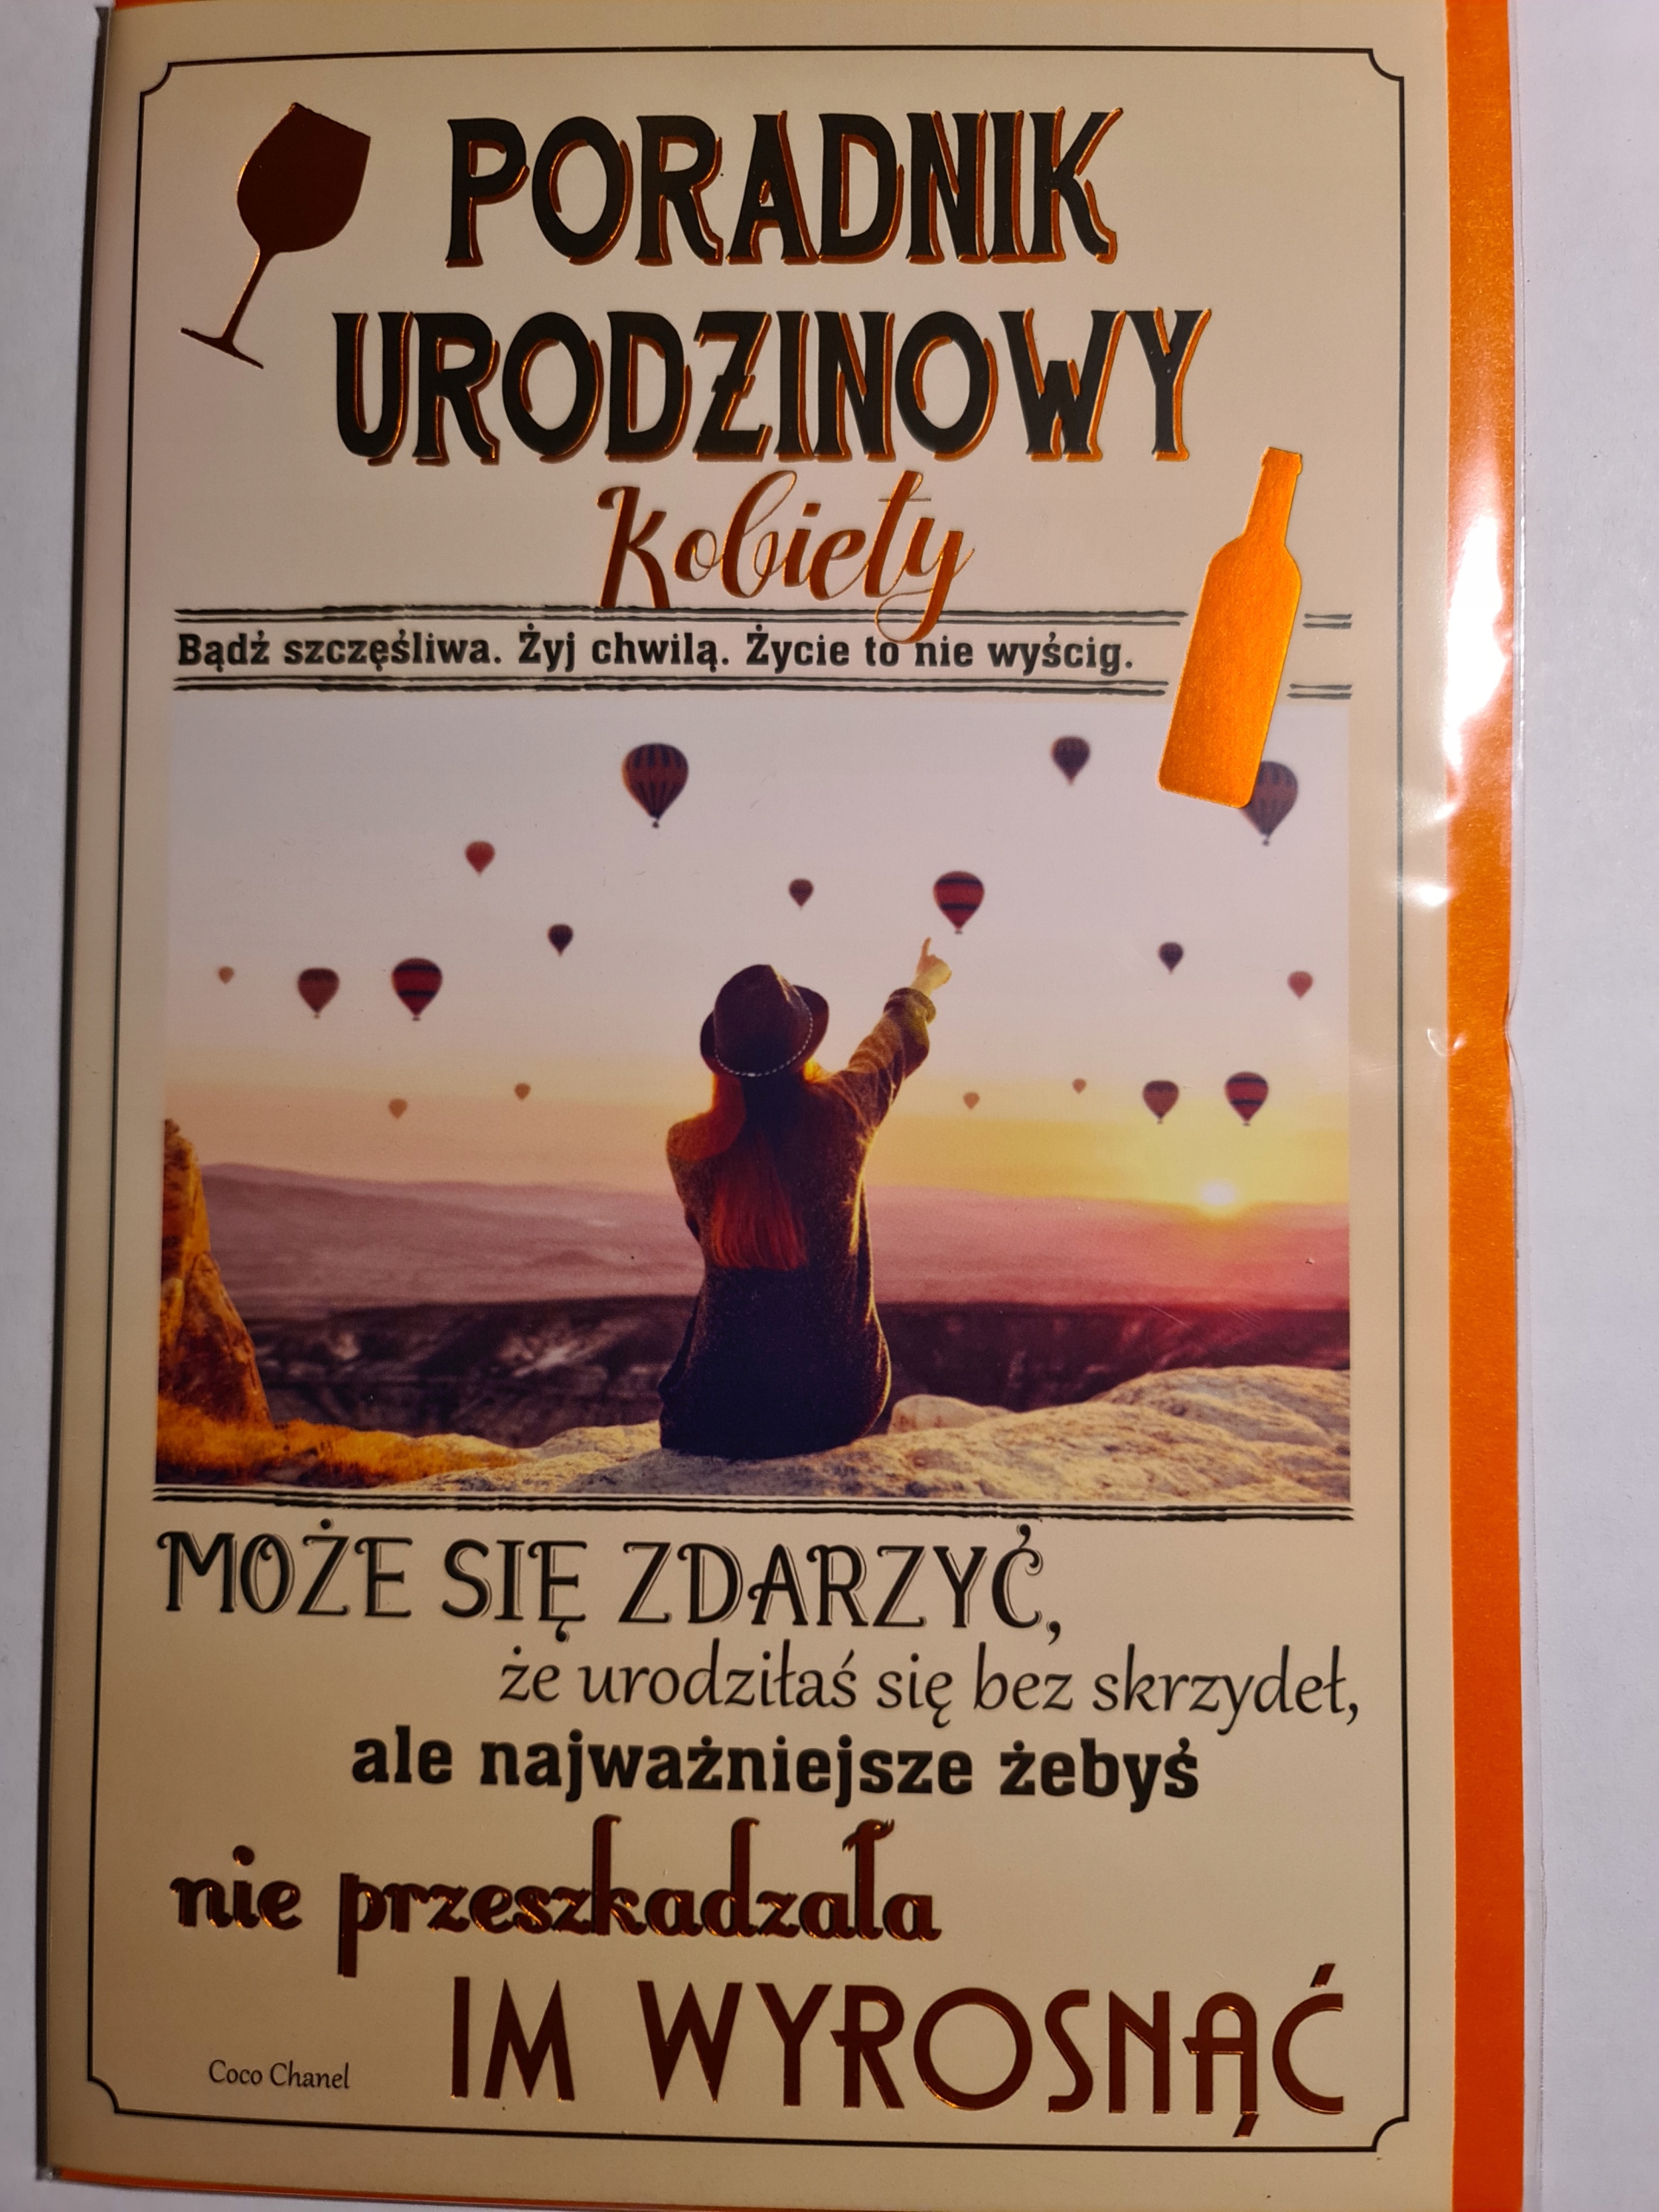 PORADNIK
URODZINOWY
Kobiety
Bądź szczęśliwa. Żyj chwilą. Życie to nie wyścig.
MOŻE SIĘ ZDARZYĆ,
że urodziłaś się bez skrzydeł,
ale najważniejsze żebyś
nie przeszkadzała
IM WYROSNĄĆ
Coco Chanel